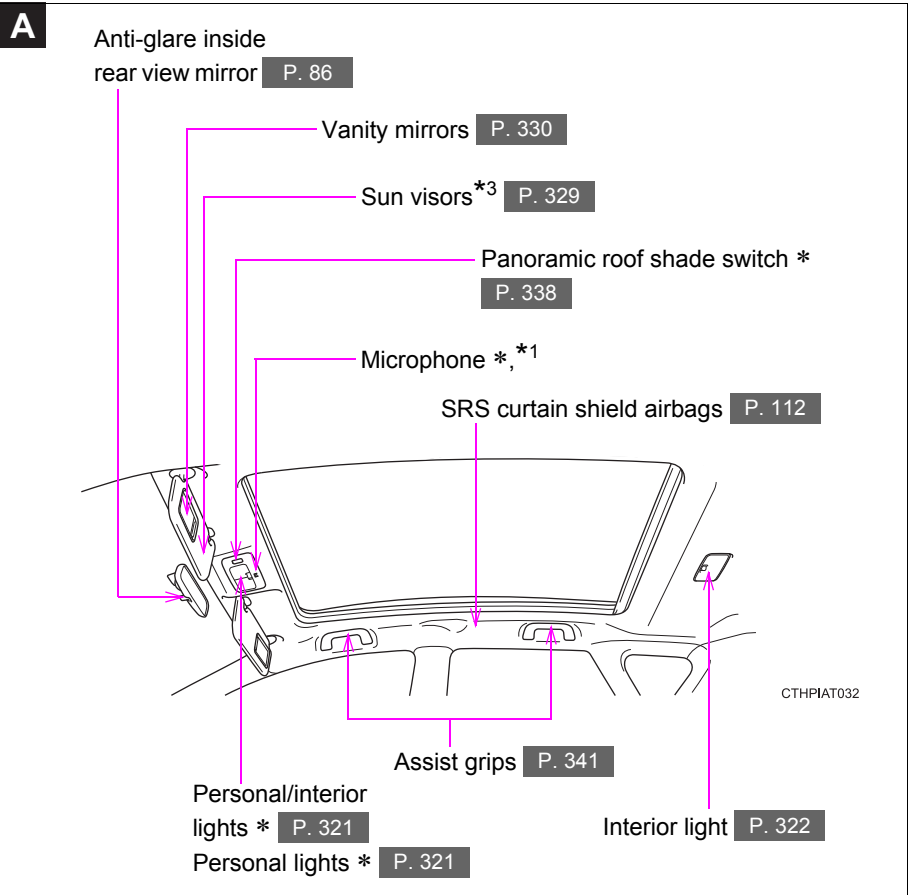 A
Anti-glare inside
rear view mirror P. 86
Vanity mirrors P. 330
Sun visors*3 P. 329
Panoramic roof shade switch *
P. 338
Microphone *,*1
SRS curtain shield airbags P. 112
CTHPIAT032
Assist grips P. 341
Personal/interior
lights * P. 321
Personal lights * P. 321
Interior light P. 322